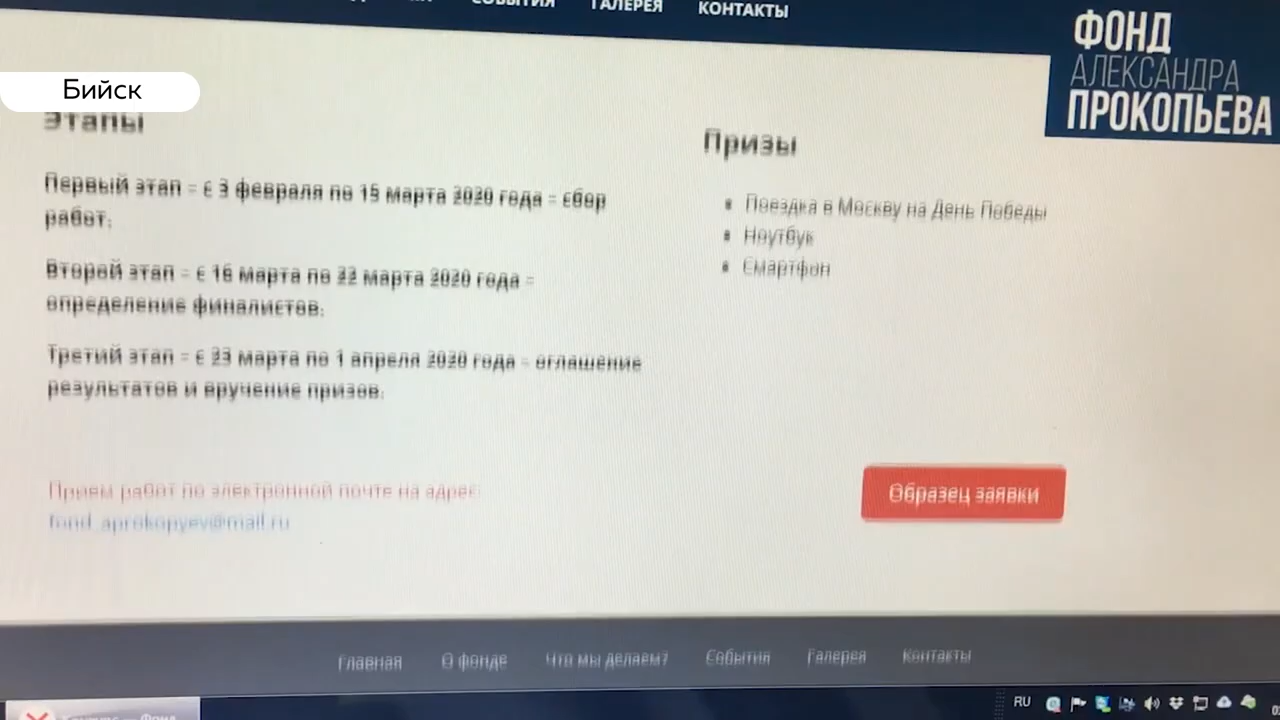 СОБЫТИЯ
ГАЛЕРЕЯ
КОНТАКТЫ
ФОНД
АЛЕКСАНДРА
ПРОКОПЬЕВА
Бийск
Этапы
Первый этап – с 3 февраля по 15 марта 2020 года – сбор
работ.
Второй этап – с 16 марта по 22 марта 2020 года –
определение финалистов.
Третий этап – с 23 марта по 1 апреля 2020 года – оглашение
результатов и вручение призов.
Призы
Поездка в Москву на День Победы
Ноутбук
Смартфон
Прием работ по электронной почте на адрес:
fond_aprokopyev@mail.ru
Образец заявки
Главная
О фонде
Что мы делаем?
События
Галерея
Контакты
RU